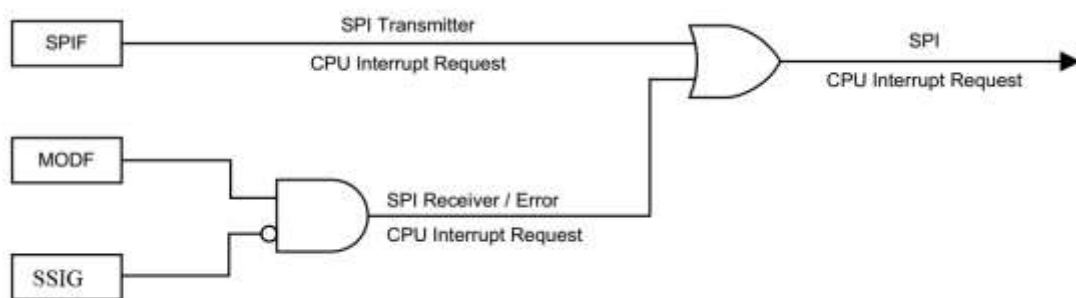 SPIF
SPI Transmitter
CPU Interrupt Request
SPI
CPU Interrupt Request
MODF
SPI Receiver / Error
CPU Interrupt Request
SSIG